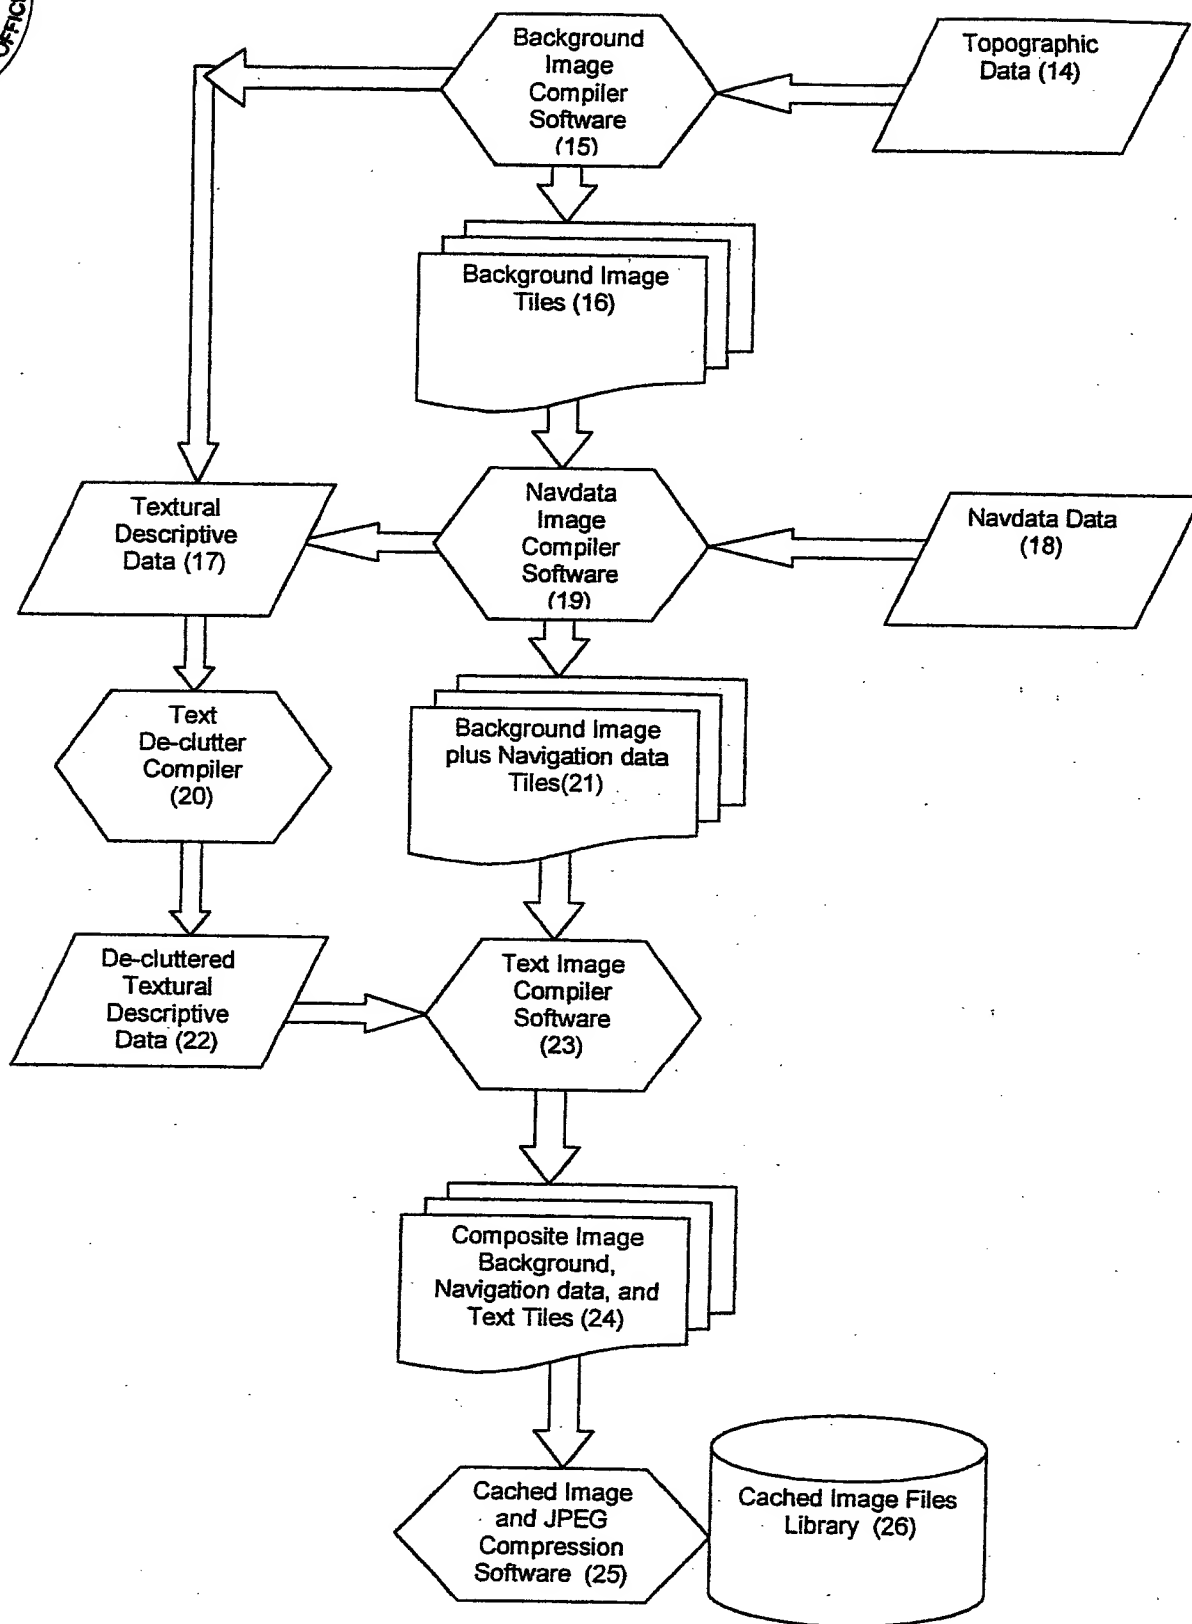 OFFICE
Background
Image
Compiler
Software
(15)
Topographic
Data (14)
Background Image
Tiles (16)
Textural
Descriptive
Data (17)
Navdata
Image
Compiler
Software
(19)
Navdata Data
(18)
Text
De-clutter
Compiler
(20)
Background Image
plus Navigation data
Tiles(21)
De-cluttered
Textural
Descriptive
Data (22)
Text Image
Compiler
Software
(23)
Composite Image
Background,
Navigation data, and
Text Tiles (24)
Cached Image
and JPEG
Compression
Software (25)
Cached Image Files
Library (26)